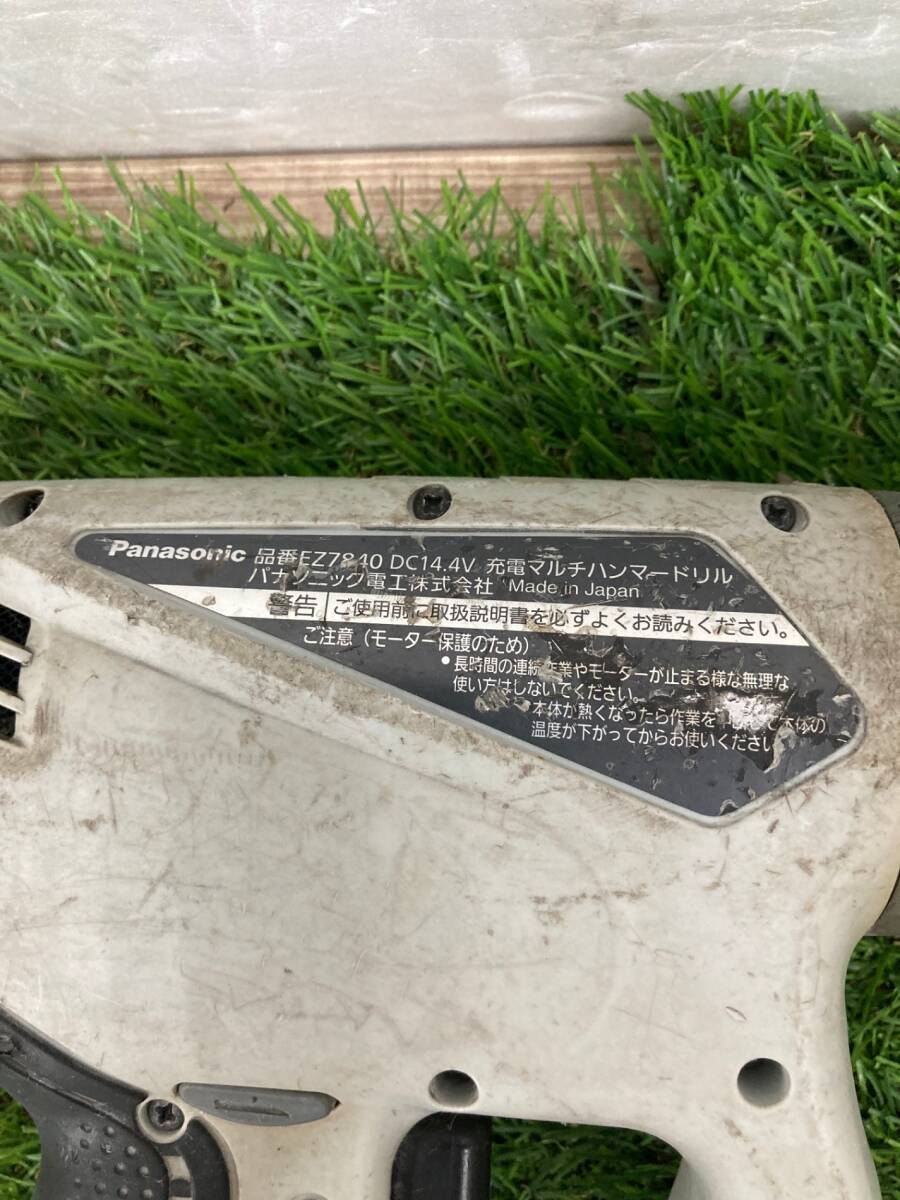 Panasonic 品番EZ7840 DC14.4V 充電マルチハンマードリル
パナソニック電工株式会社 Made in Japan
警告 ご使用前に取扱説明書を必ずよくお読みください。
ご注意（モーター保護のため）
•長時間の連続作業やモーターが止まる様な無理な
使い方はしないでください。
本体が熱くなったら作業を 本体の
温度が下がってからお使いください